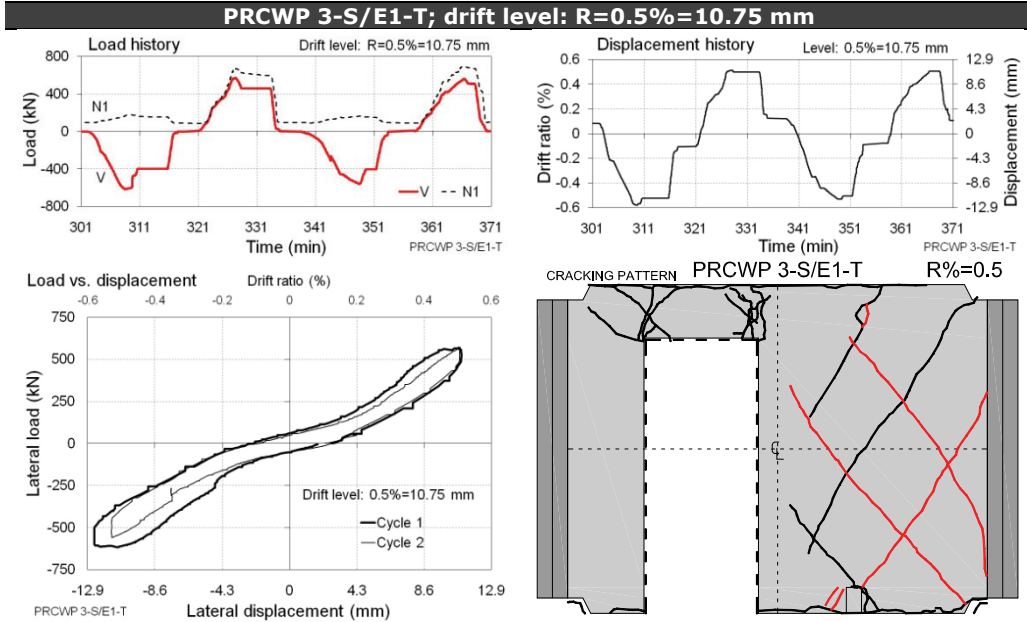 PRCWP 3-S/E1-T; drift level: R=0.5%=10.75 mm
Load history
Drift level: R=0.5%=10.75 mm
800
400
0
-400
-800
Load (kN)
N1
V
V N1
301 311 321 331 341 351 361 371
Time (min)
PRCWP 3-S/E1-T
Displacement history
Level: 0.5%=10.75 mm
0.6
0.4
0.2
0
-0.2
-0.4
-0.6
Drift ratio (%)
12.9
8.6
4.3
0
-4.3
-8.6
-12.9
Displacement (mm)
301 311 321 331 341 351 361 371
Time (min)
PRCWP 3-S/E1-T
Load vs. displacement
Drift ratio (%)
-0.6 -0.4 -0.2 0 0.2 0.4 0.6
750
500
250
0
-250
-500
-750
Lateral load (kN)
Drift level: 0.5%=10.75 mm
Cycle 1
Cycle 2
-12.9 -8.6 -4.3 0 4.3 8.6 12.9
PRCWP 3-S/E1-T
Lateral displacement (mm)
CRACKING PATTERN PRCWP 3-S/E1-T R%=0.5
CL